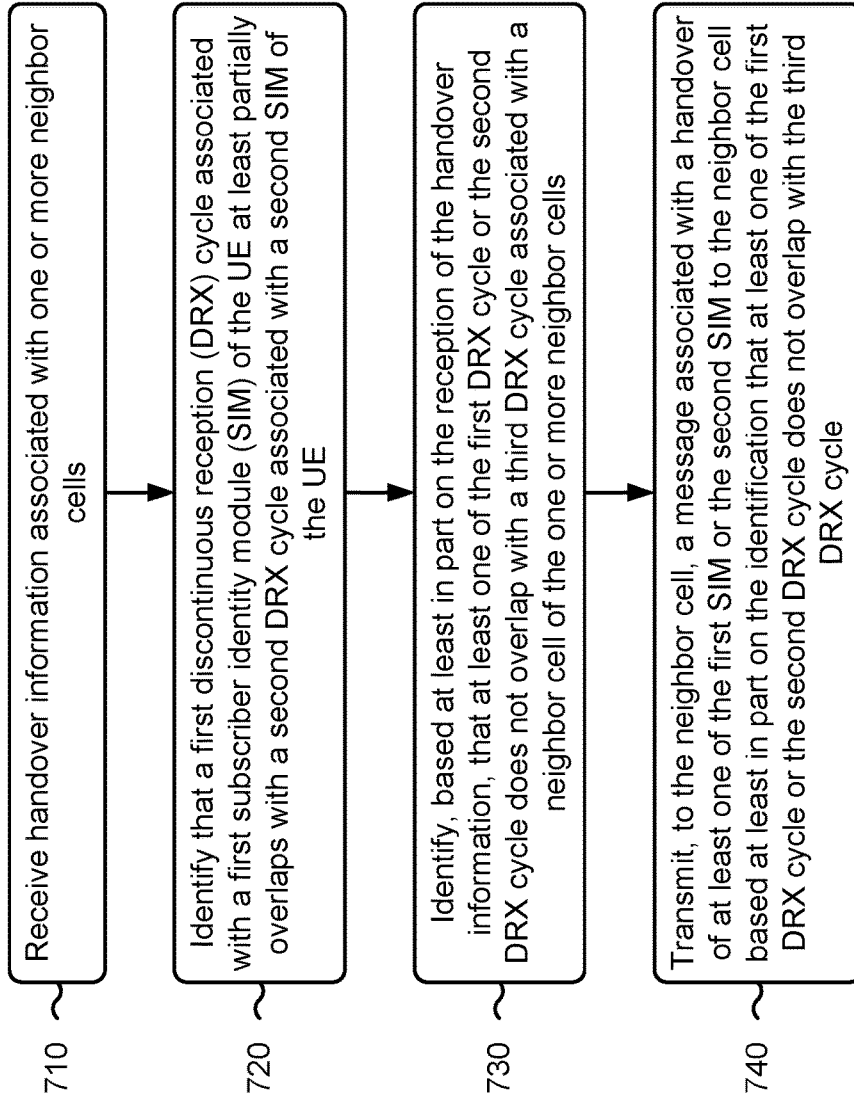 710
Receive handover information associated with one or more neighbor
cells
720
Identify that a first discontinuous reception (DRX) cycle associated
with a first subscriber identity module (SIM) of the UE at least partially
overlaps with a second DRX cycle associated with a second SIM of
the UE
730
Identify, based at least in part on the reception of the handover
information, that at least one of the first DRX cycle or the second
DRX cycle does not overlap with a third DRX cycle associated with a
neighbor cell of the one or more neighbor cells
740
Transmit, to the neighbor cell, a message associated with a handover
of at least one of the first SIM or the second SIM to the neighbor cell
based at least in part on the identification that at least one of the first
DRX cycle or the second DRX cycle does not overlap with the third
DRX cycle